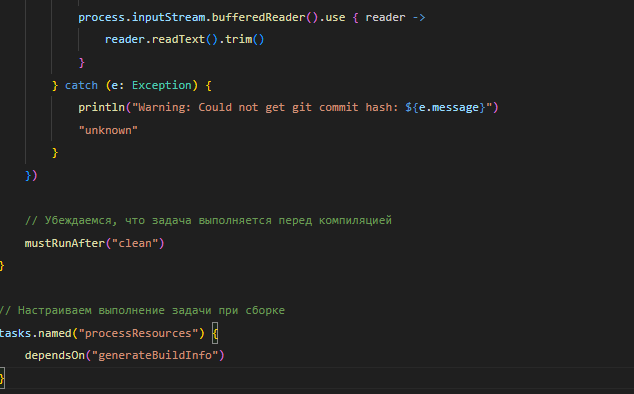 process.inputStream.bufferedReader().use { reader ->
reader.readText().trim()
}
} catch (e: Exception) {
println("Warning: Could not get git commit hash: ${e.message}")
"unknown"
}
})
// Убеждаемся, что задача выполняется перед компиляцией
mustRunAfter("clean")
}
// Настраиваем выполнение задачи при сборке
tasks.named("processResources") {
dependsOn("generateBuildInfo")
}